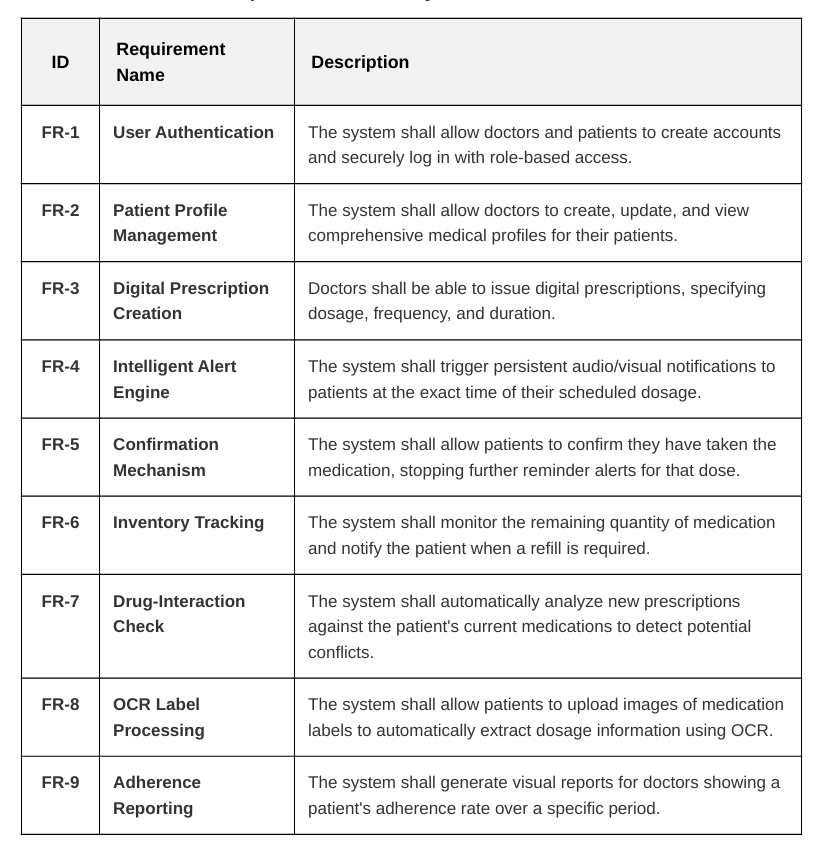 ID
Requirement
Name
Description
FR-1
User Authentication
The system shall allow doctors and patients to create accounts
and securely log in with role-based access.
FR-2
Patient Profile
Management
The system shall allow doctors to create, update, and view
comprehensive medical profiles for their patients.
FR-3
Digital Prescription
Creation
Doctors shall be able to issue digital prescriptions, specifying
dosage, frequency, and duration.
FR-4
Intelligent Alert
Engine
The system shall trigger persistent audio/visual notifications to
patients at the exact time of their scheduled dosage.
FR-5
Confirmation
Mechanism
The system shall allow patients to confirm they have taken the
medication, stopping further reminder alerts for that dose.
FR-6
Inventory Tracking
The system shall monitor the remaining quantity of medication
and notify the patient when a refill is required.
FR-7
Drug-Interaction
Check
The system shall automatically analyze new prescriptions
against the patient's current medications to detect potential
conflicts.
FR-8
OCR Label
Processing
The system shall allow patients to upload images of medication
labels to automatically extract dosage information using OCR.
FR-9
Adherence
Reporting
The system shall generate visual reports for doctors showing a
patient's adherence rate over a specific period.